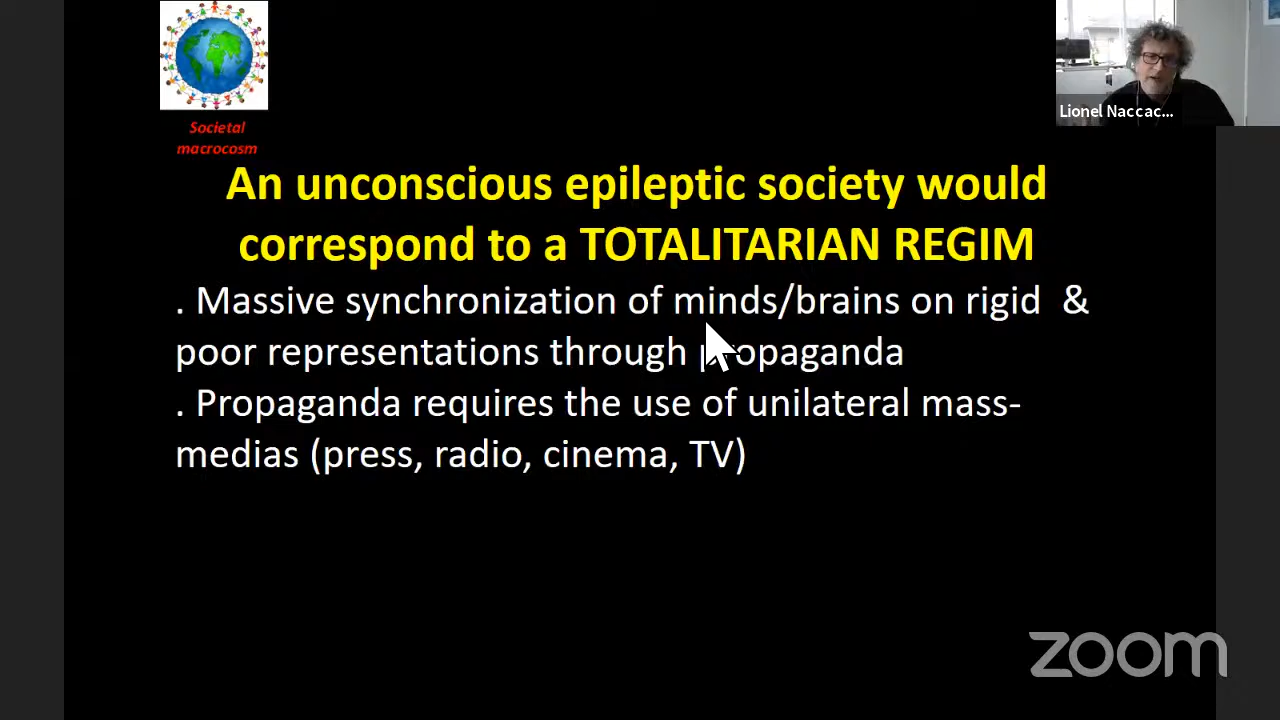 Societal
macrocosm
Lionel Naccac...
An unconscious epileptic society would
correspond to a TOTALITARIAN REGIM
. Massive synchronization of minds/brains on rigid & 
poor representations through propaganda
. Propaganda requires the use of unilateral mass-
medias (press, radio, cinema, TV)
zoom